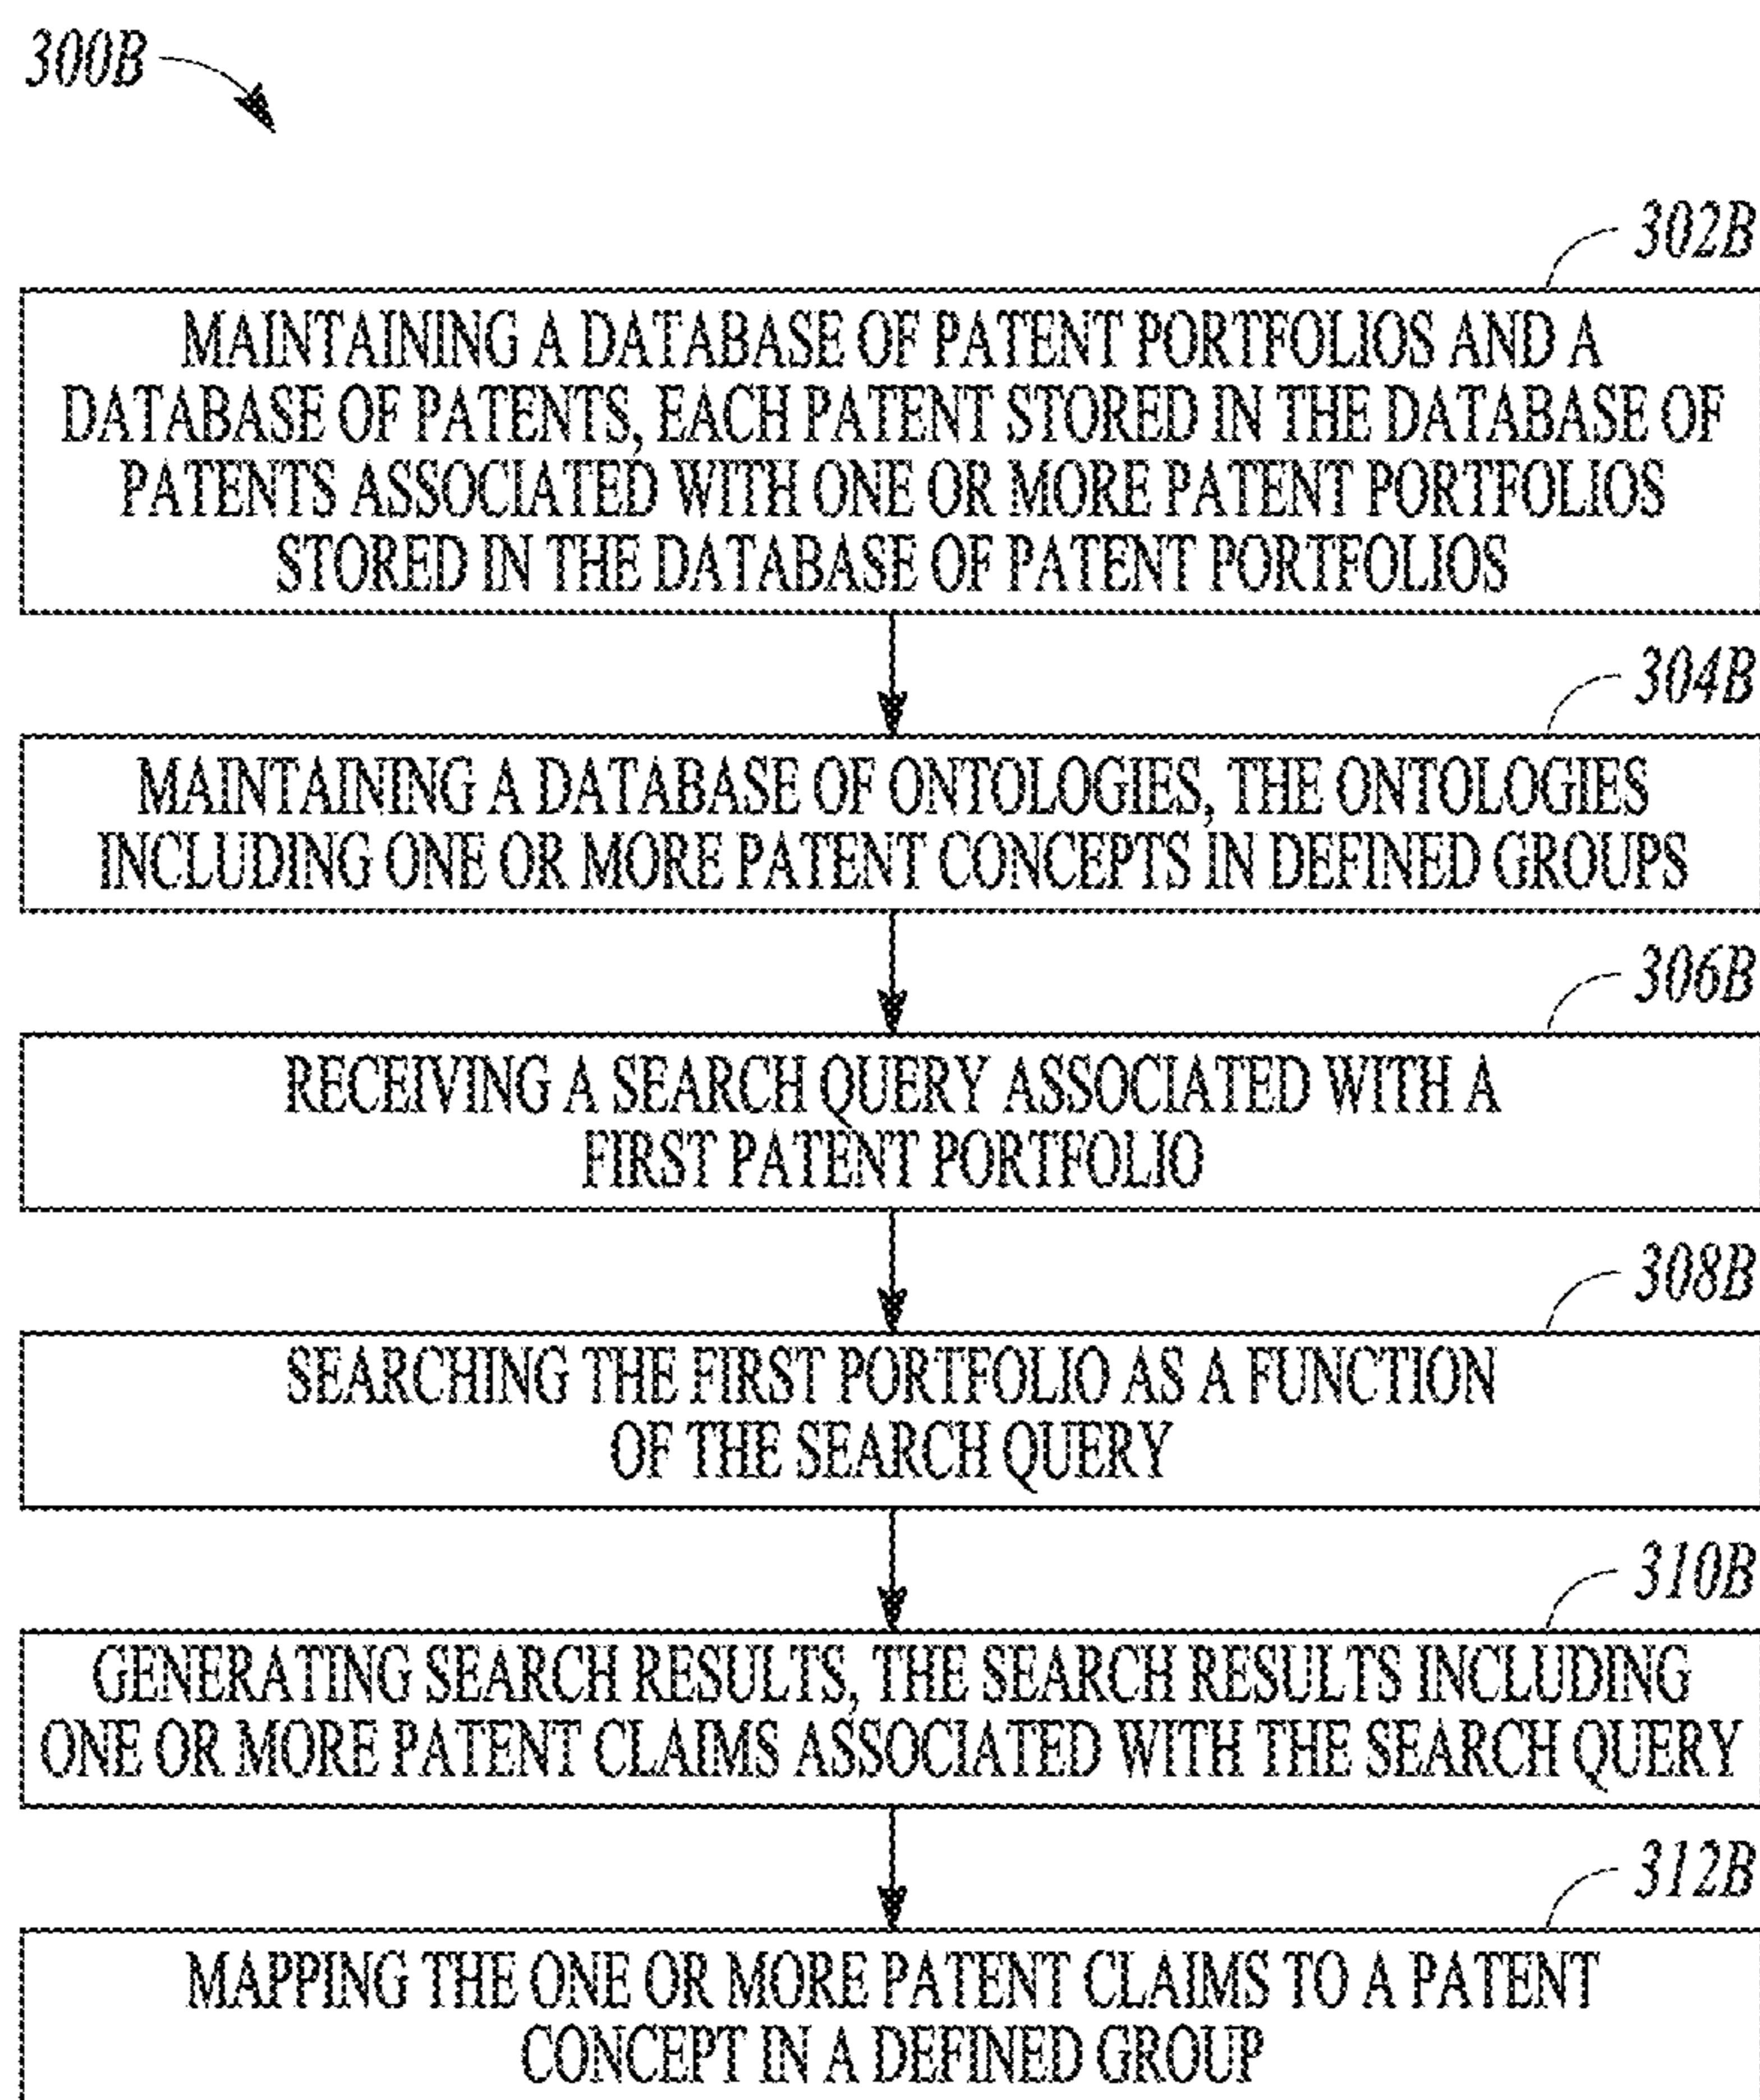 300B
302B
MAINTAINING A DATABASE OF PATENT PORTFOLIOS AND A
DATABASE OF PATENTS, EACH PATENT STORED IN THE DATABASE OF
PATENTS ASSOCIATED WITH ONE OR MORE PATENT PORTFOLIOS
STORED IN THE DATABASE OF PATENT PORTFOLIOS
304B
MAINTAINING A DATABASE OF ONTOLOGIES, THE ONTOLOGIES
INCLUDING ONE OR MORE PATENT CONCEPTS IN DEFINED GROUPS
306B
RECEIVING A SEARCH QUERY ASSOCIATED WITH A
FIRST PATENT PORTFOLIO
308B
SEARCHING THE FIRST PORTFOLIO AS A FUNCTION
OF THE SEARCH QUERY
310B
GENERATING SEARCH RESULTS, THE SEARCH RESULTS INCLUDING
ONE OR MORE PATENT CLAIMS ASSOCIATED WITH THE SEARCH QUERY
312B
MAPPING THE ONE OR MORE PATENT CLAIMS TO A PATENT
CONCEPT IN A DEFINED GROUP